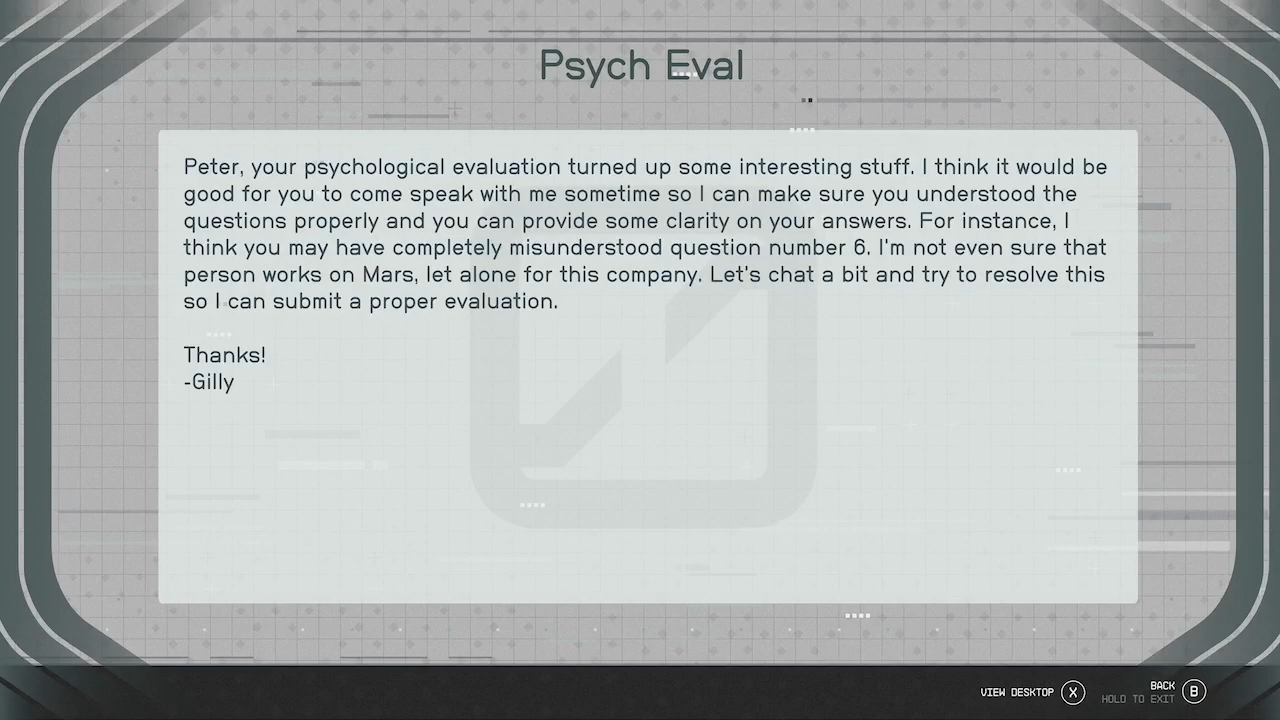 Psych Eval
Peter, your psychological evaluation turned up some interesting stuff. I think it would be
good for you to come speak with me sometime so I can make sure you understood the
questions properly and you can provide some clarity on your answers. For instance, I
think you may have completely misunderstood question number 6. I'm not even sure that
person works on Mars, let alone for this company. Let's chat a bit and try to resolve this
so I can submit a proper evaluation.
Thanks!
-Gilly
VIEW DESKTOP X
BACK B
HOLD TO EXIT